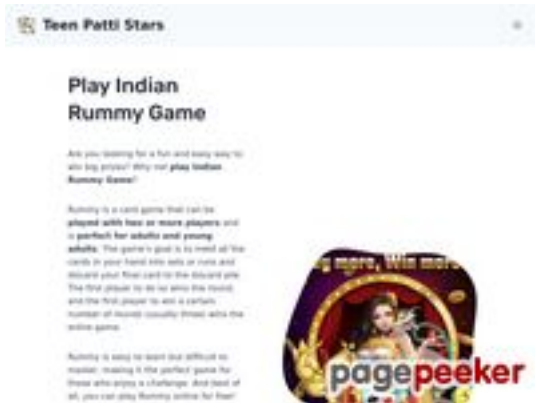 Teen Patti Stars
Play Indian
Rummy Game
Are you looking for a fun and easy way to
win big prizes? Why not play Indian
Rummy Game?
Rummy is a card game that can be
played with two or more players and
is perfect for adults and young
adults. The game's goal is to meld all the
cards in your hand into sets or runs and
discard your final card to the discard pile.
The first player to do so wins the round,
and the first player to win a certain
number of rounds (usually three) wins the
entire game.
Rummy is easy to learn but difficult to
master, making it the perfect game for
those who enjoy a challenge. And best of
all, you can play Rummy online for free!
more, Win more
pagepeeker